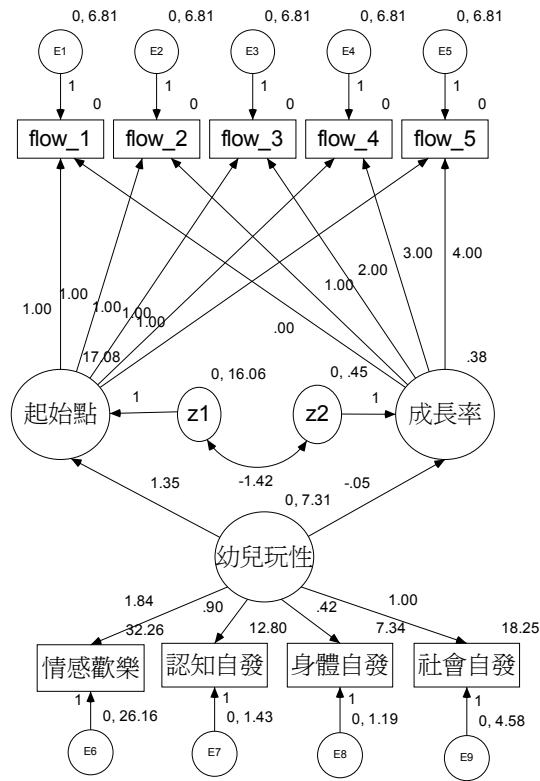 0, 6.81 0, 6.81 0, 6.81 0, 6.81 0, 6.81
E1 E2 E3 E4 E5
1 1 1 1 1
0 0 0 0 0
flow_1 flow_2 flow_3 flow_4 flow_5
3.00 4.00
2.00
1.00
1.00 1.00 1.00 1.00 1.00
.00
17.08 .38
0, 16.06 0, .45
起始點 1 z1 z2 1 成長率
-1.42
1.35 0, 7.31 -.05
幼兒玩性
1.84 .90 .42 1.00
32.26 12.80 7.34 18.25
情感歡樂 認知自發 身體自發 社會自發
1 1 1 1
0, 26.16 0, 1.43 0, 1.19 0, 4.58
E6 E7 E8 E9